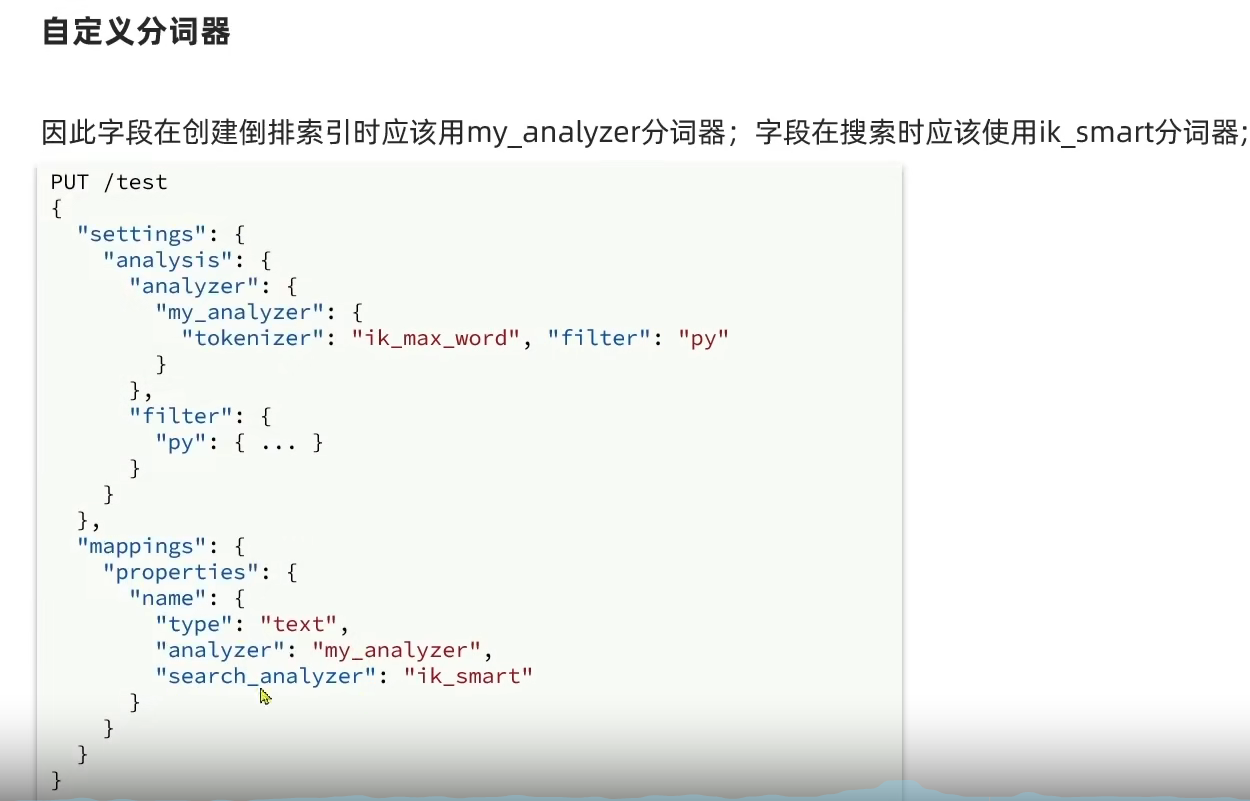 自定义分词器
因此字段在创建倒排索引时应该用my_analyzer分词器；字段在搜索时应该使用ik_smart分词器;
PUT /test
{
  "settings": {
    "analysis": {
      "analyzer": {
        "my_analyzer": {
          "tokenizer": "ik_max_word", "filter": "py"
        }
      },
      "filter": {
        "py": { ... }
      }
    }
  },
  "mappings": {
    "properties": {
      "name": {
        "type": "text",
        "analyzer": "my_analyzer",
        "search_analyzer": "ik_smart"
      }
    }
  }
}